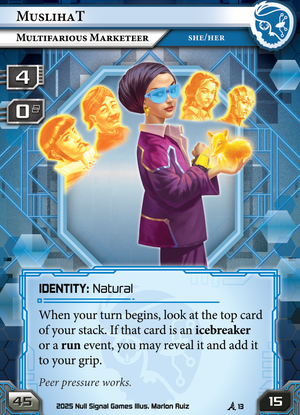 MuslihaT
Multifarious Marketeer
she/her
4
0
IDENTITY: Natural
When your turn begins, look at the top card
of your stack. If that card is an icebreaker
or a run event, you may reveal it and add it
to your grip.
Peer pressure works.
45
2025 Null Signal Games Illus. Marlon Ruiz
13
15